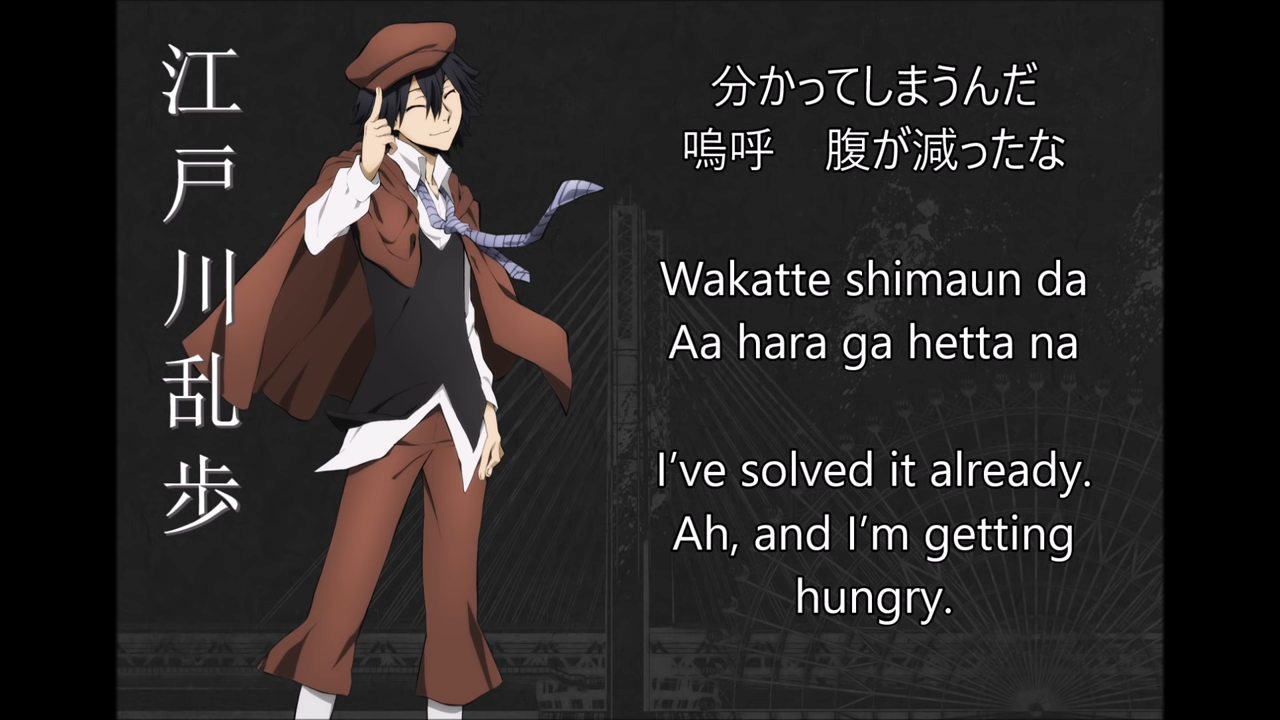 江戸川乱歩
分かってしまうんだ
嗚呼　腹が減ったな
Wakatte shimaun da
Aa hara ga hetta na
I've solved it already.
Ah, and I'm getting
hungry.